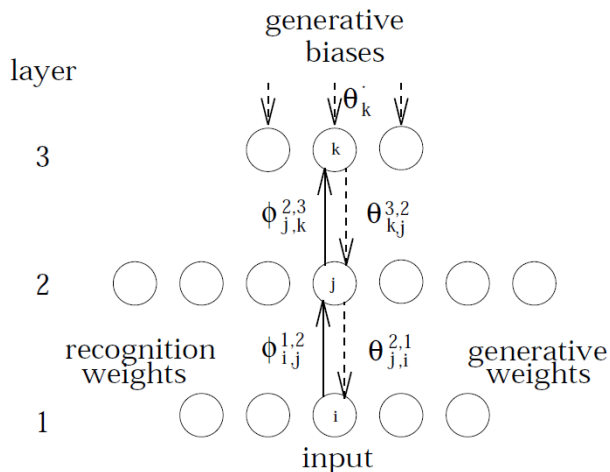 generative
biases
layer
θ˙k
3
k
ϕ2,3j,k
θ3,2k,j
2
j
recognition
weights
ϕ1,2i,j
θ2,1j,i
generative
weights
1
i
input